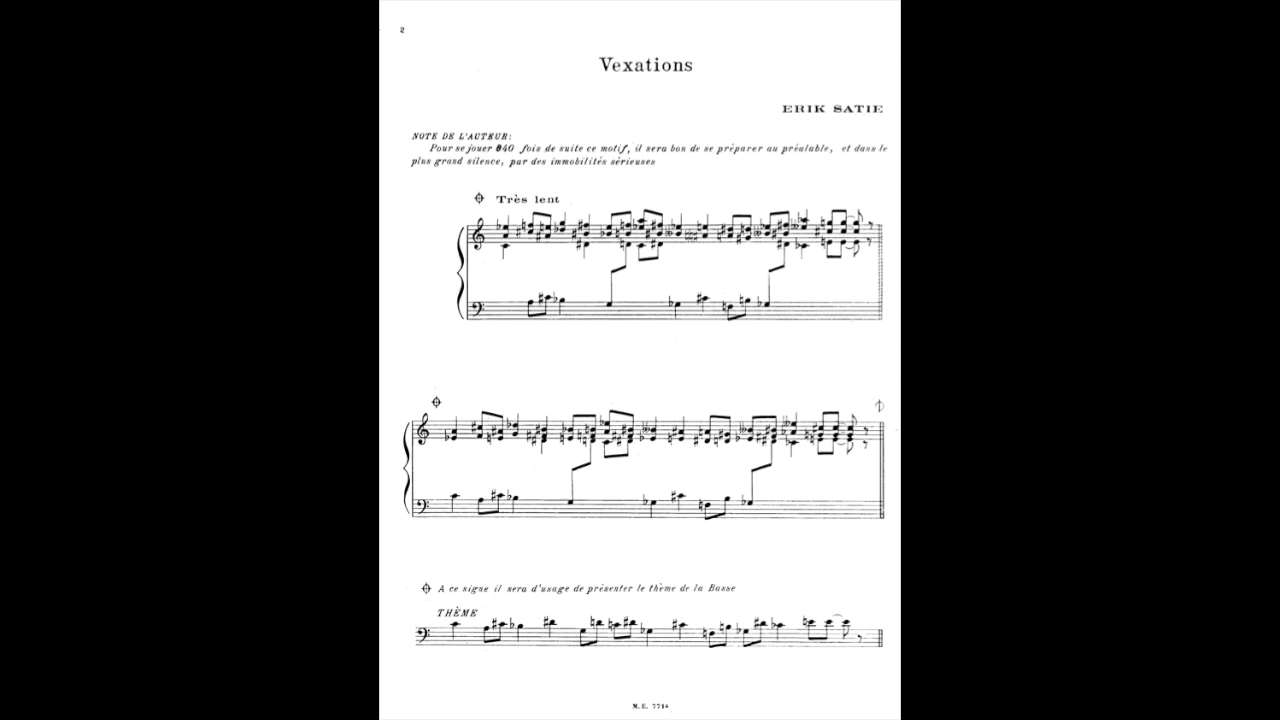 2
Vexations
ERIK SATIE
NOTE DE L'AUTEUR:
Pour se jouer 840 fois de suite ce motif, il sera bon de se préparer au préalable, et dans le
plus grand silence, par des immobilités sérieuses
Très lent
A ce signe il sera d'usage de présenter le thème de la Basse
THÈME
M.E. 7714